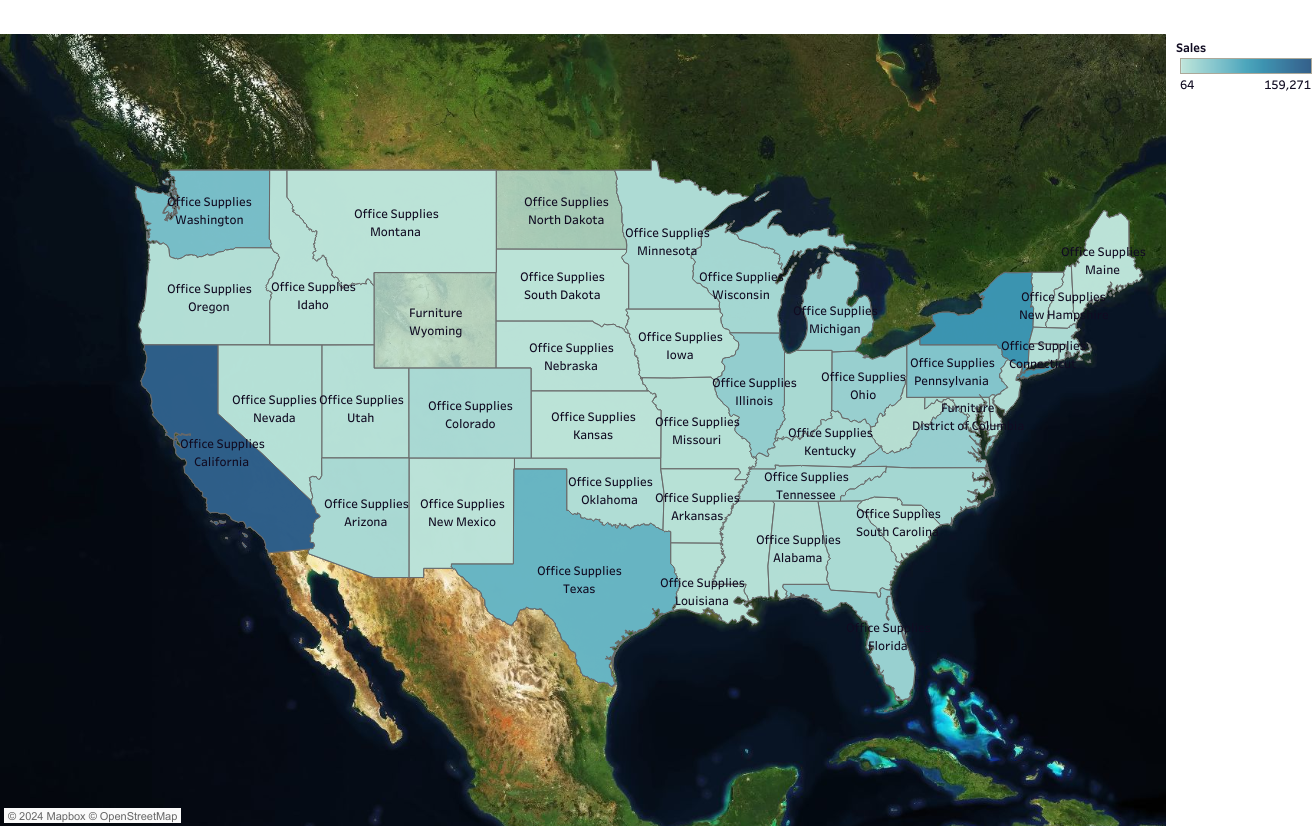 Sales
64 159,271
Office Supplies
Washington
Office Supplies
Montana
Office Supplies
North Dakota
Office Supplies
Minnesota
Office Supplies
Maine
Office Supplies
Oregon
Office Supplies
Idaho
Furniture
Wyoming
Office Supplies
South Dakota
Office Supplies
Wisconsin
Office Supplies
Michigan
Office Supplies
New Hamp
Office Supplies
Nebraska
Office Supplies
Iowa
Office Supplies
Connecti
Office Supplies
Pennsylvania
Office Supplies
Nevada
Office Supplies
Utah
Office Supplies
Colorado
Office Supplies
Kansas
Office Supplies
Missouri
Office Supplies
Illinois
Office Supplies
Ohio
Furniture
District of Colum
Office Supplies
California
Office Supplies
Kentucky
Office Supplies
Arizona
Office Supplies
New Mexico
Office Supplies
Oklahoma
Office Supplies
Arkansas
Office Supplies
Tennessee
Office Supplies
South Carolina
Office Supplies
Alabama
Office Supplies
Texas
Office Supplies
Louisiana
Florida
© 2024 Mapbox © OpenStreetMap